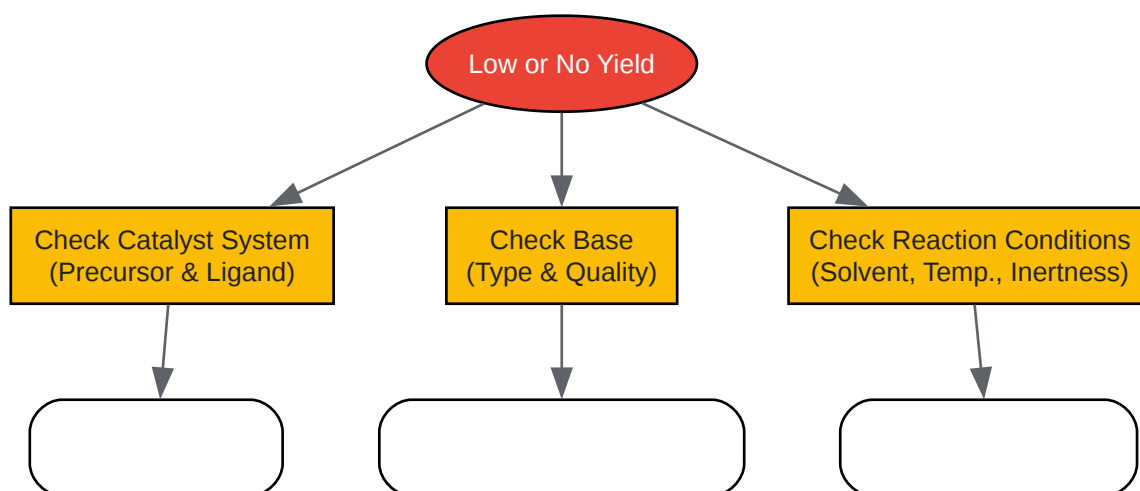 Low or No Yield
Check Catalyst System
(Precursor & Ligand)
Check Base
(Type & Quality)
Check Reaction Conditions
(Solvent, Temp., Inertness)